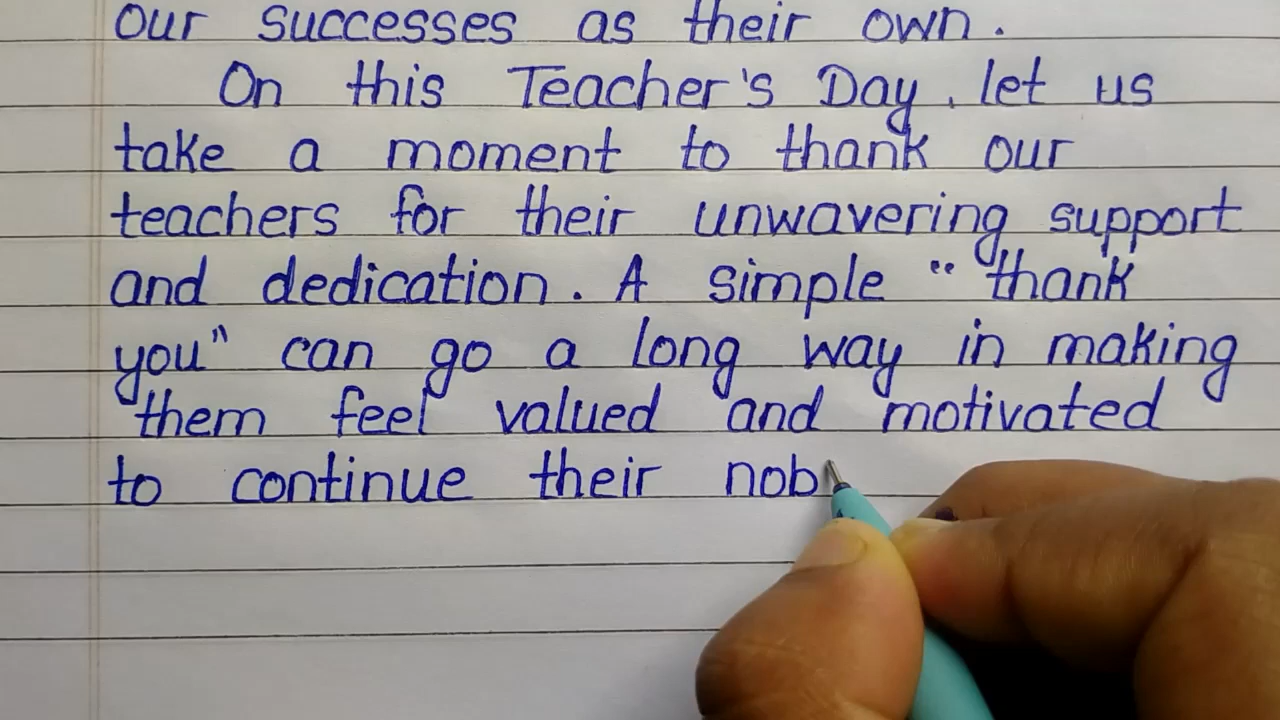 our successes as their own.
On this Teacher's Day, let us
take a moment to thank our
teachers for their unwavering support
and dedication. A simple "thank
you" can go a long way in making
them feel valued and motivated
to continue their nob